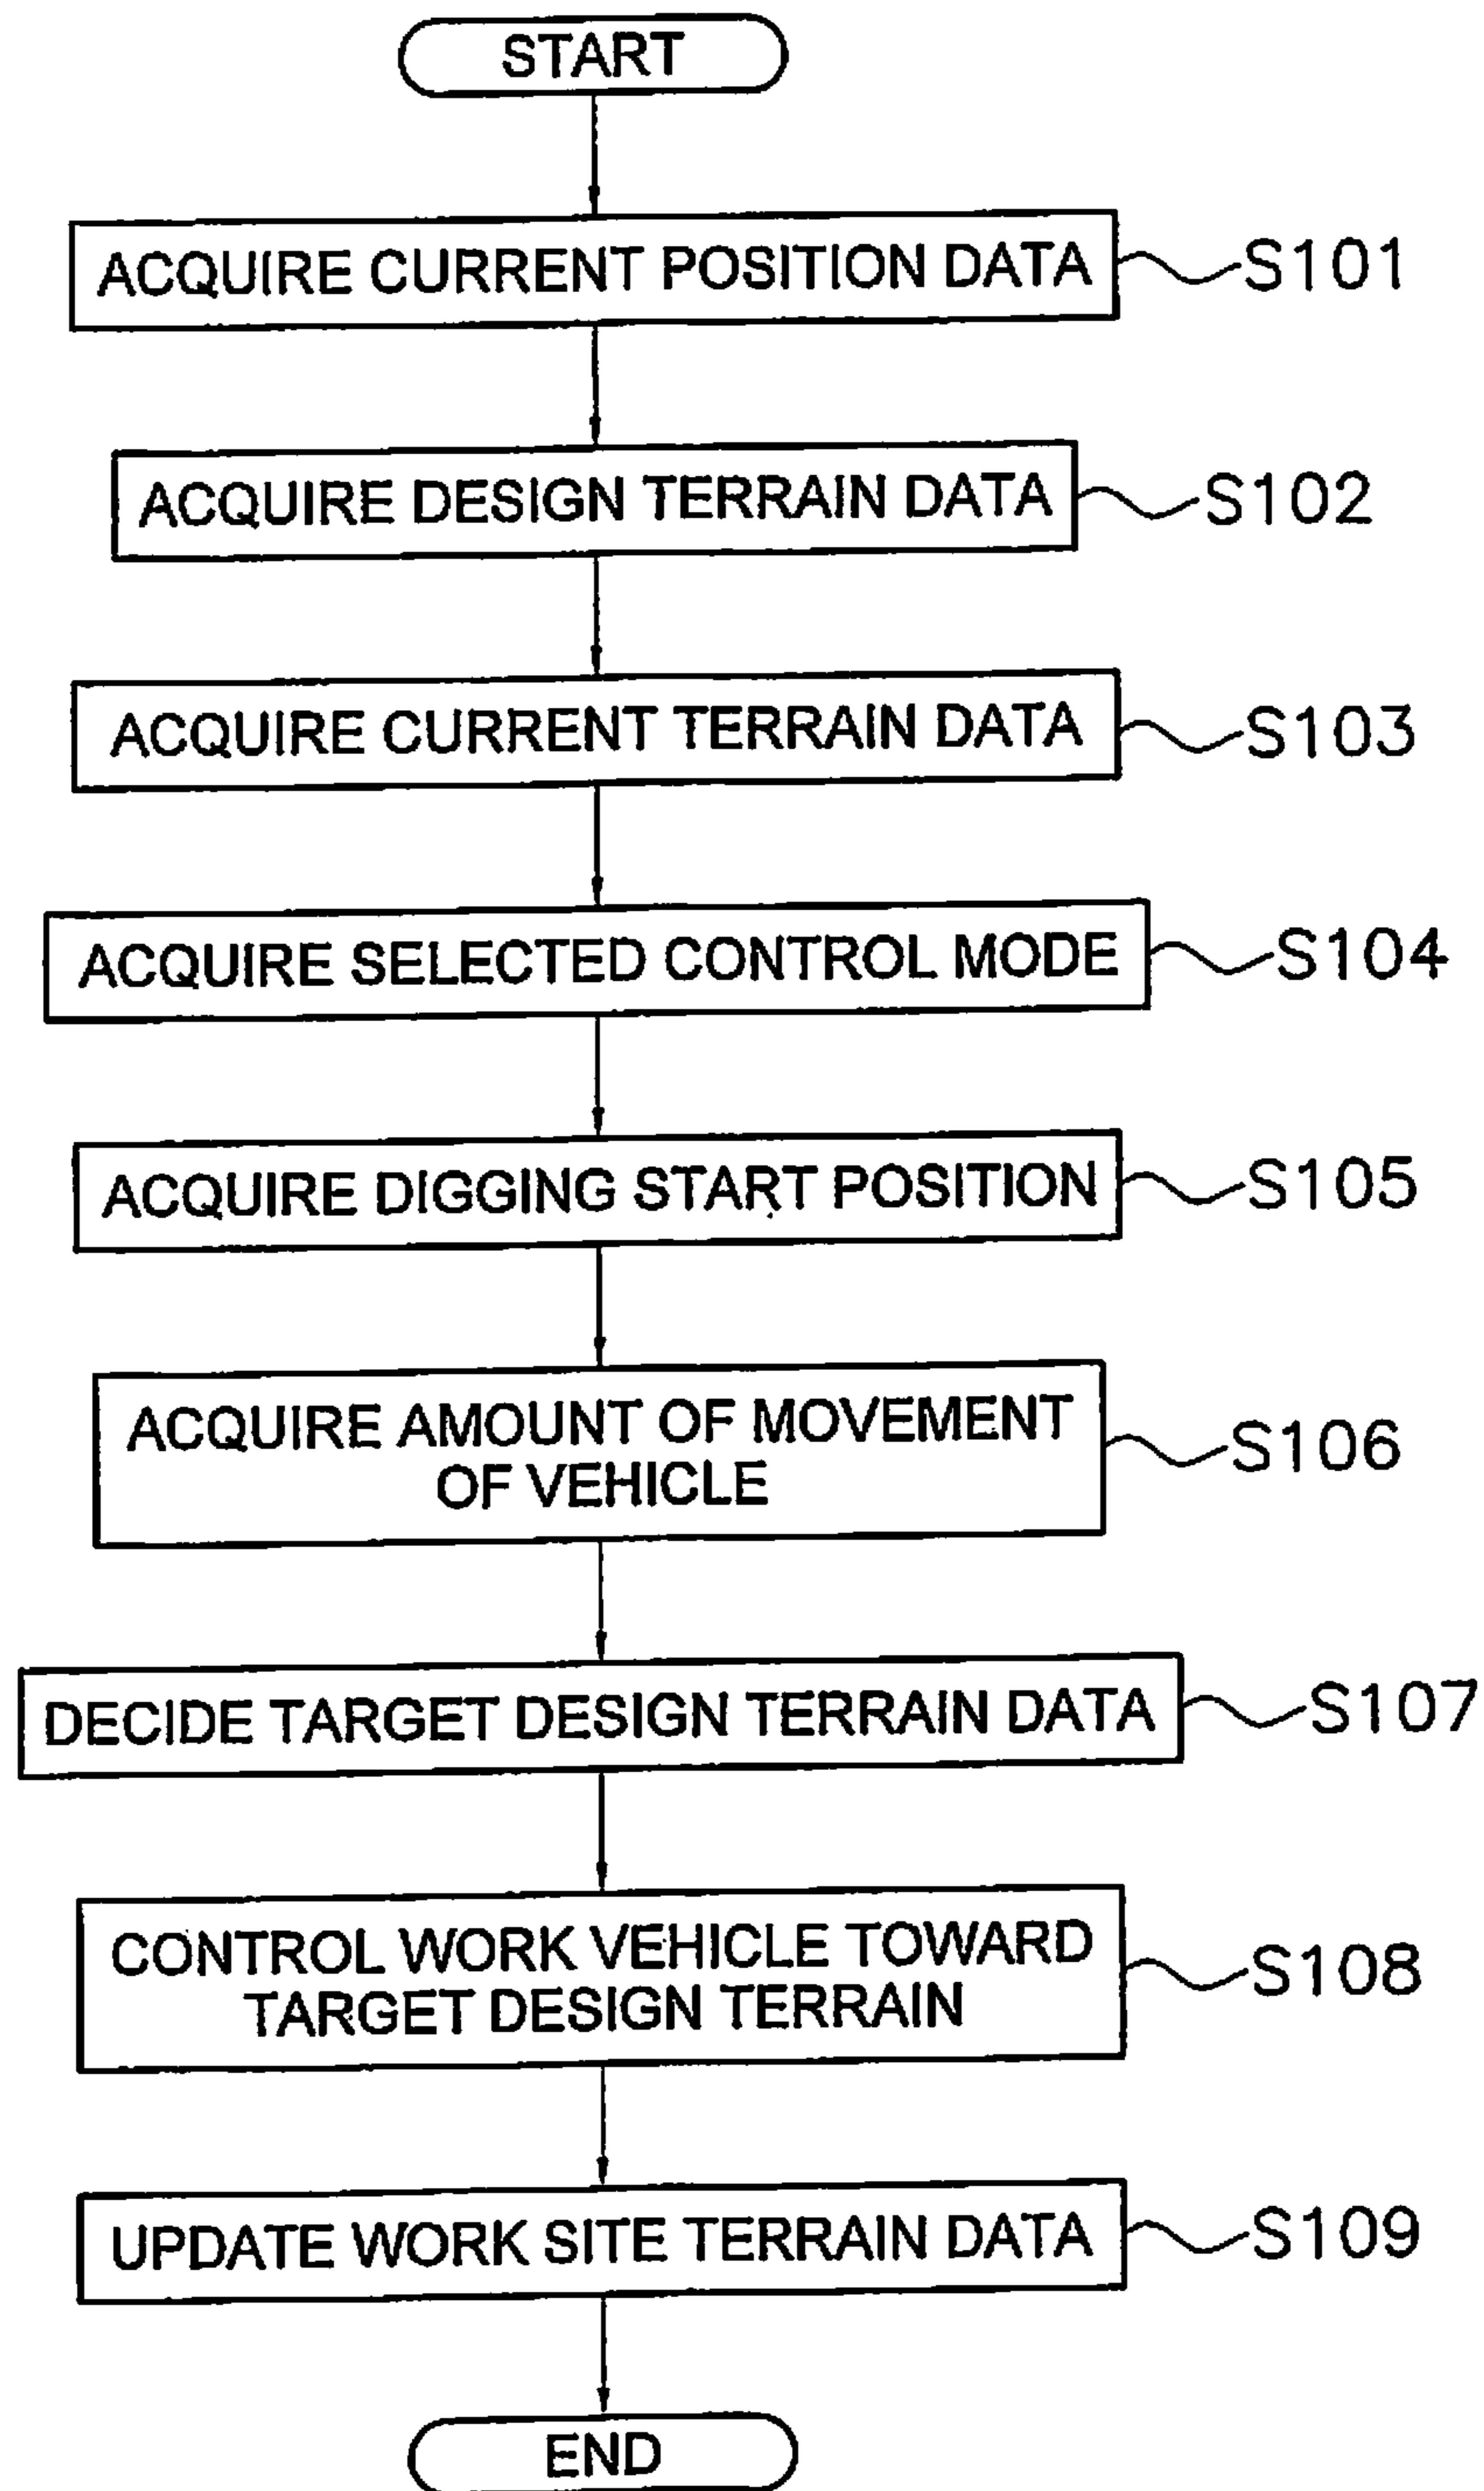 START
ACQUIRE CURRENT POSITION DATA
S101
ACQUIRE DESIGN TERRAIN DATA
S102
ACQUIRE CURRENT TERRAIN DATA
S103
ACQUIRE SELECTED CONTROL MODE
S104
ACQUIRE DIGGING START POSITION
S105
ACQUIRE AMOUNT OF MOVEMENT
OF VEHICLE
S106
DECIDE TARGET DESIGN TERRAIN DATA
S107
CONTROL WORK VEHICLE TOWARD
TARGET DESIGN TERRAIN
S108
UPDATE WORK SITE TERRAIN DATA
S109
END